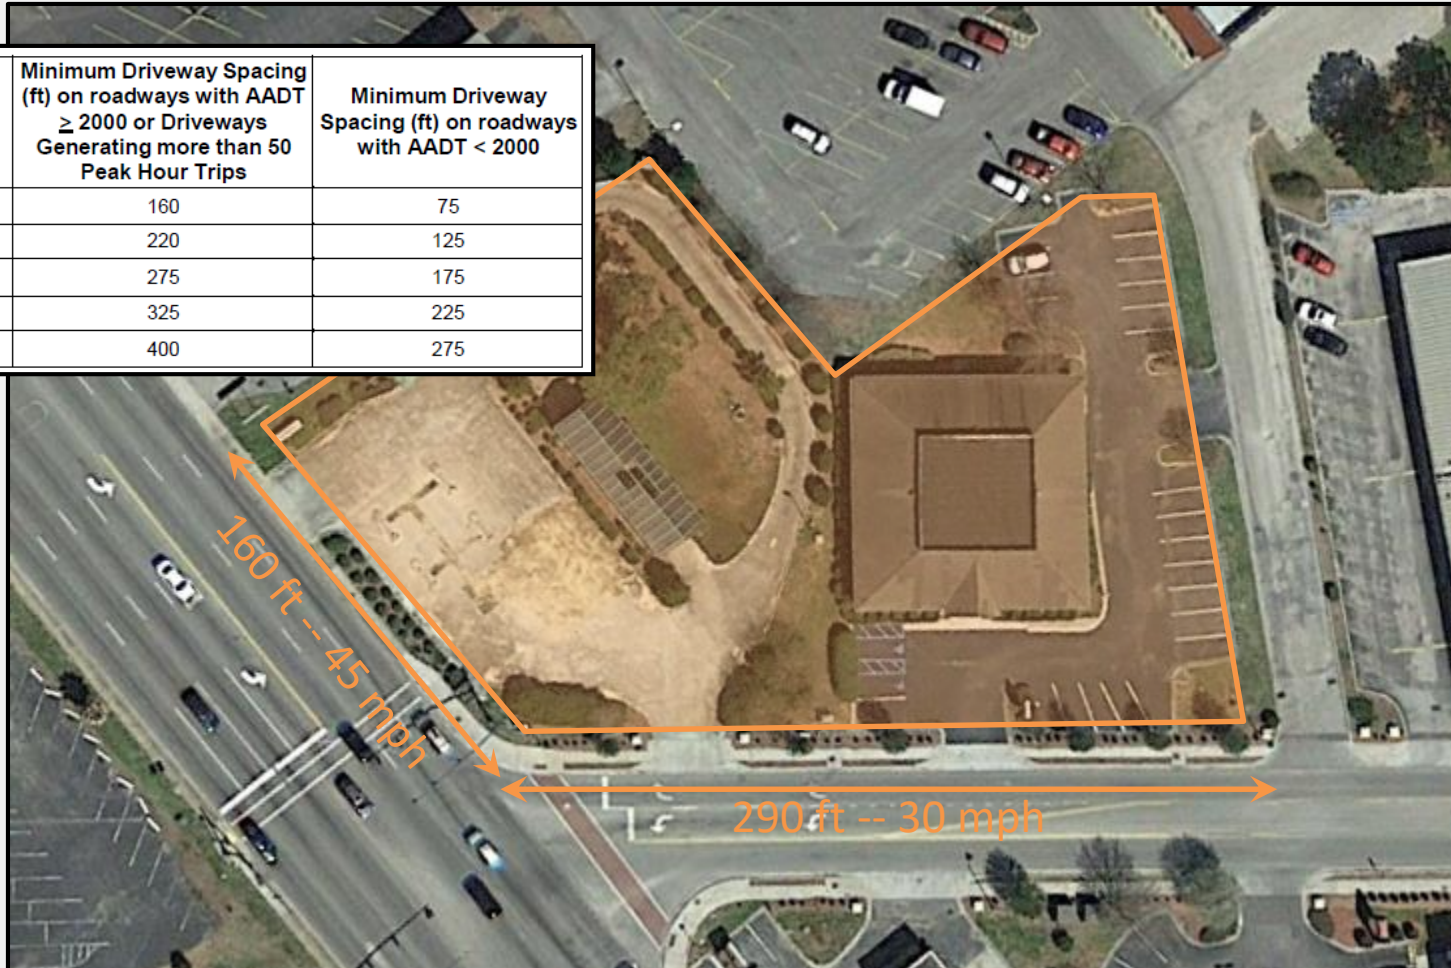 Minimum Driveway Spacing
(ft) on roadways with AADT
≥ 2000 or Driveways
Generating more than 50
Peak Hour Trips
Minimum Driveway
Spacing (ft) on roadways
with AADT < 2000
160 75
220 125
275 175
325 225
400 275
160 ft -- 45 mph
290 ft -- 30 mph